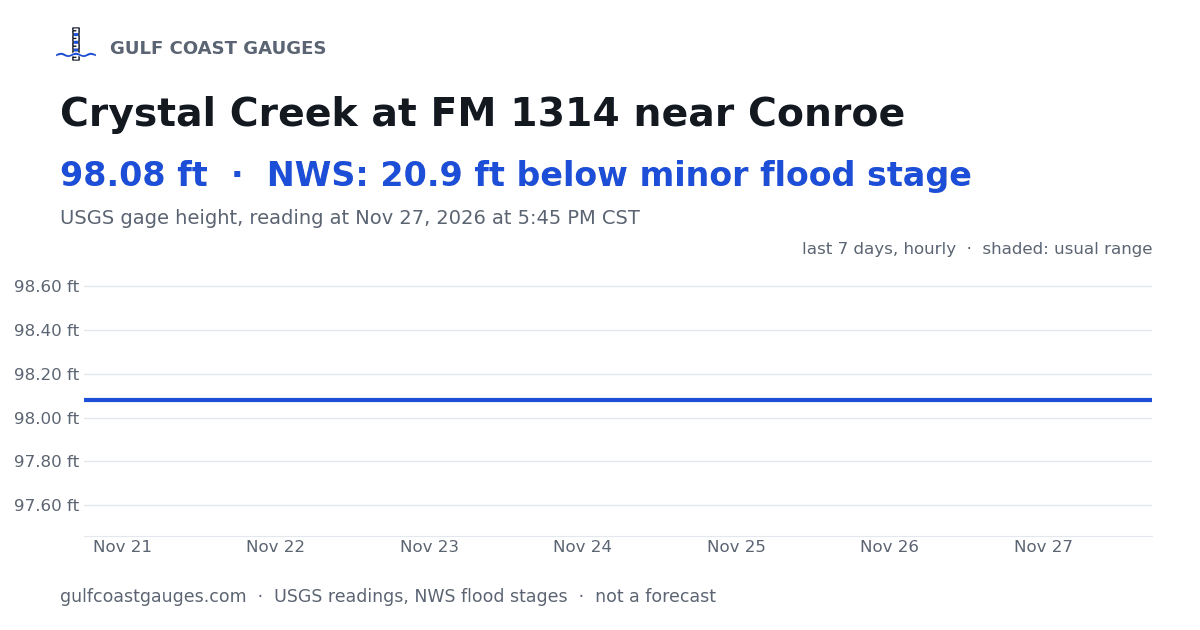 GULF COAST GAUGES
Crystal Creek at FM 1314 near Conroe
98.08 ft · NWS: 20.9 ft below minor flood stage
USGS gage height, reading at Nov 27, 2026 at 5:45 PM CST
last 7 days, hourly · shaded: usual range
98.60 ft
98.40 ft
98.20 ft
98.00 ft
97.80 ft
97.60 ft
Nov 21 Nov 22 Nov 23 Nov 24 Nov 25 Nov 26 Nov 27
gulfcoastgauges.com · USGS readings, NWS flood stages · not a forecast